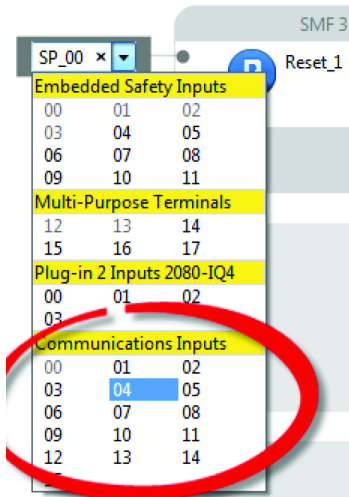 SMF 3
SP_00 × Reset_1
Embedded Safety Inputs
00 01 02
03 04 05
06 07 08
09 10 11
Multi-Purpose Terminals
12 13 14
15 16 17
Plug-in 2 Inputs 2080-IQ4
00 01 02
03
Communications Inputs
00 01 02
03 04 05
06 07 08
09 10 11
12 13 14